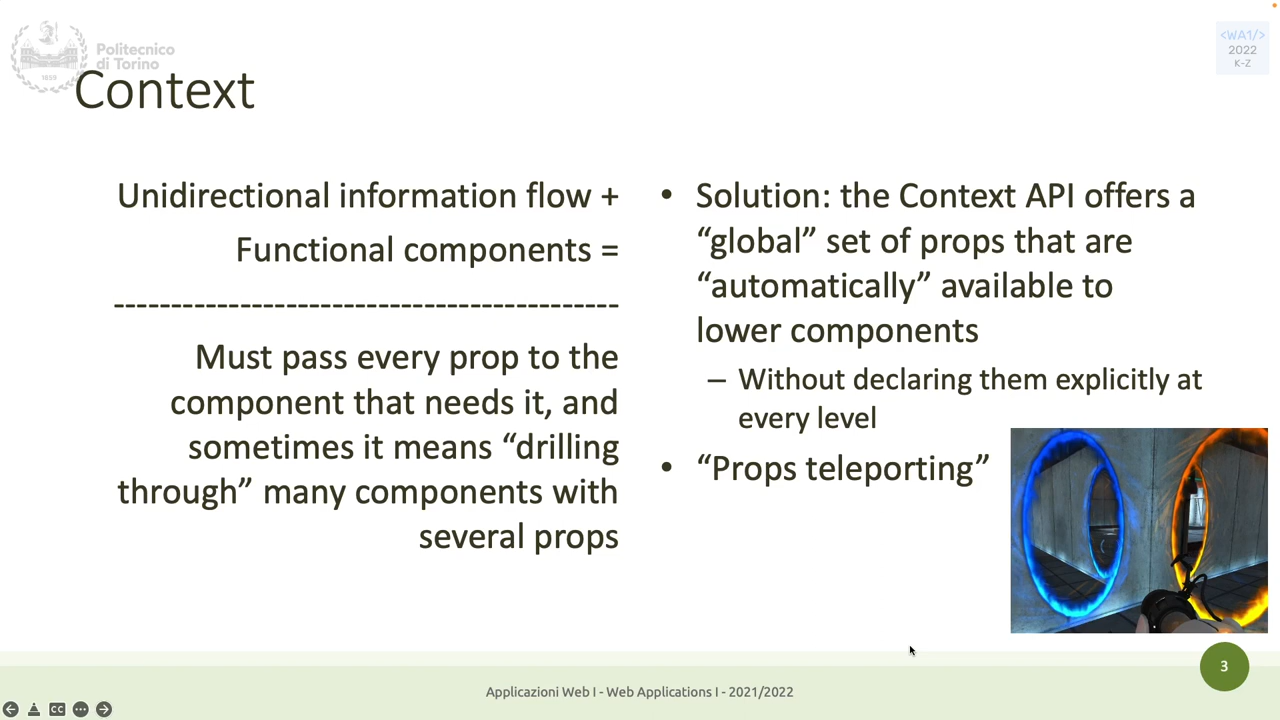 Politecnico
di Torino
1859
<WA1/>
2022
K-Z
Context
Unidirectional information flow +
Functional components =
--------------------------------------------
Must pass every prop to the
component that needs it, and
sometimes it means “drilling
through” many components with
several props
• Solution: the Context API offers a
“global” set of props that are
“automatically” available to
lower components
– Without declaring them explicitly at
every level
• “Props teleporting”
3
Applicazioni Web I - Web Applications I - 2021/2022
CC